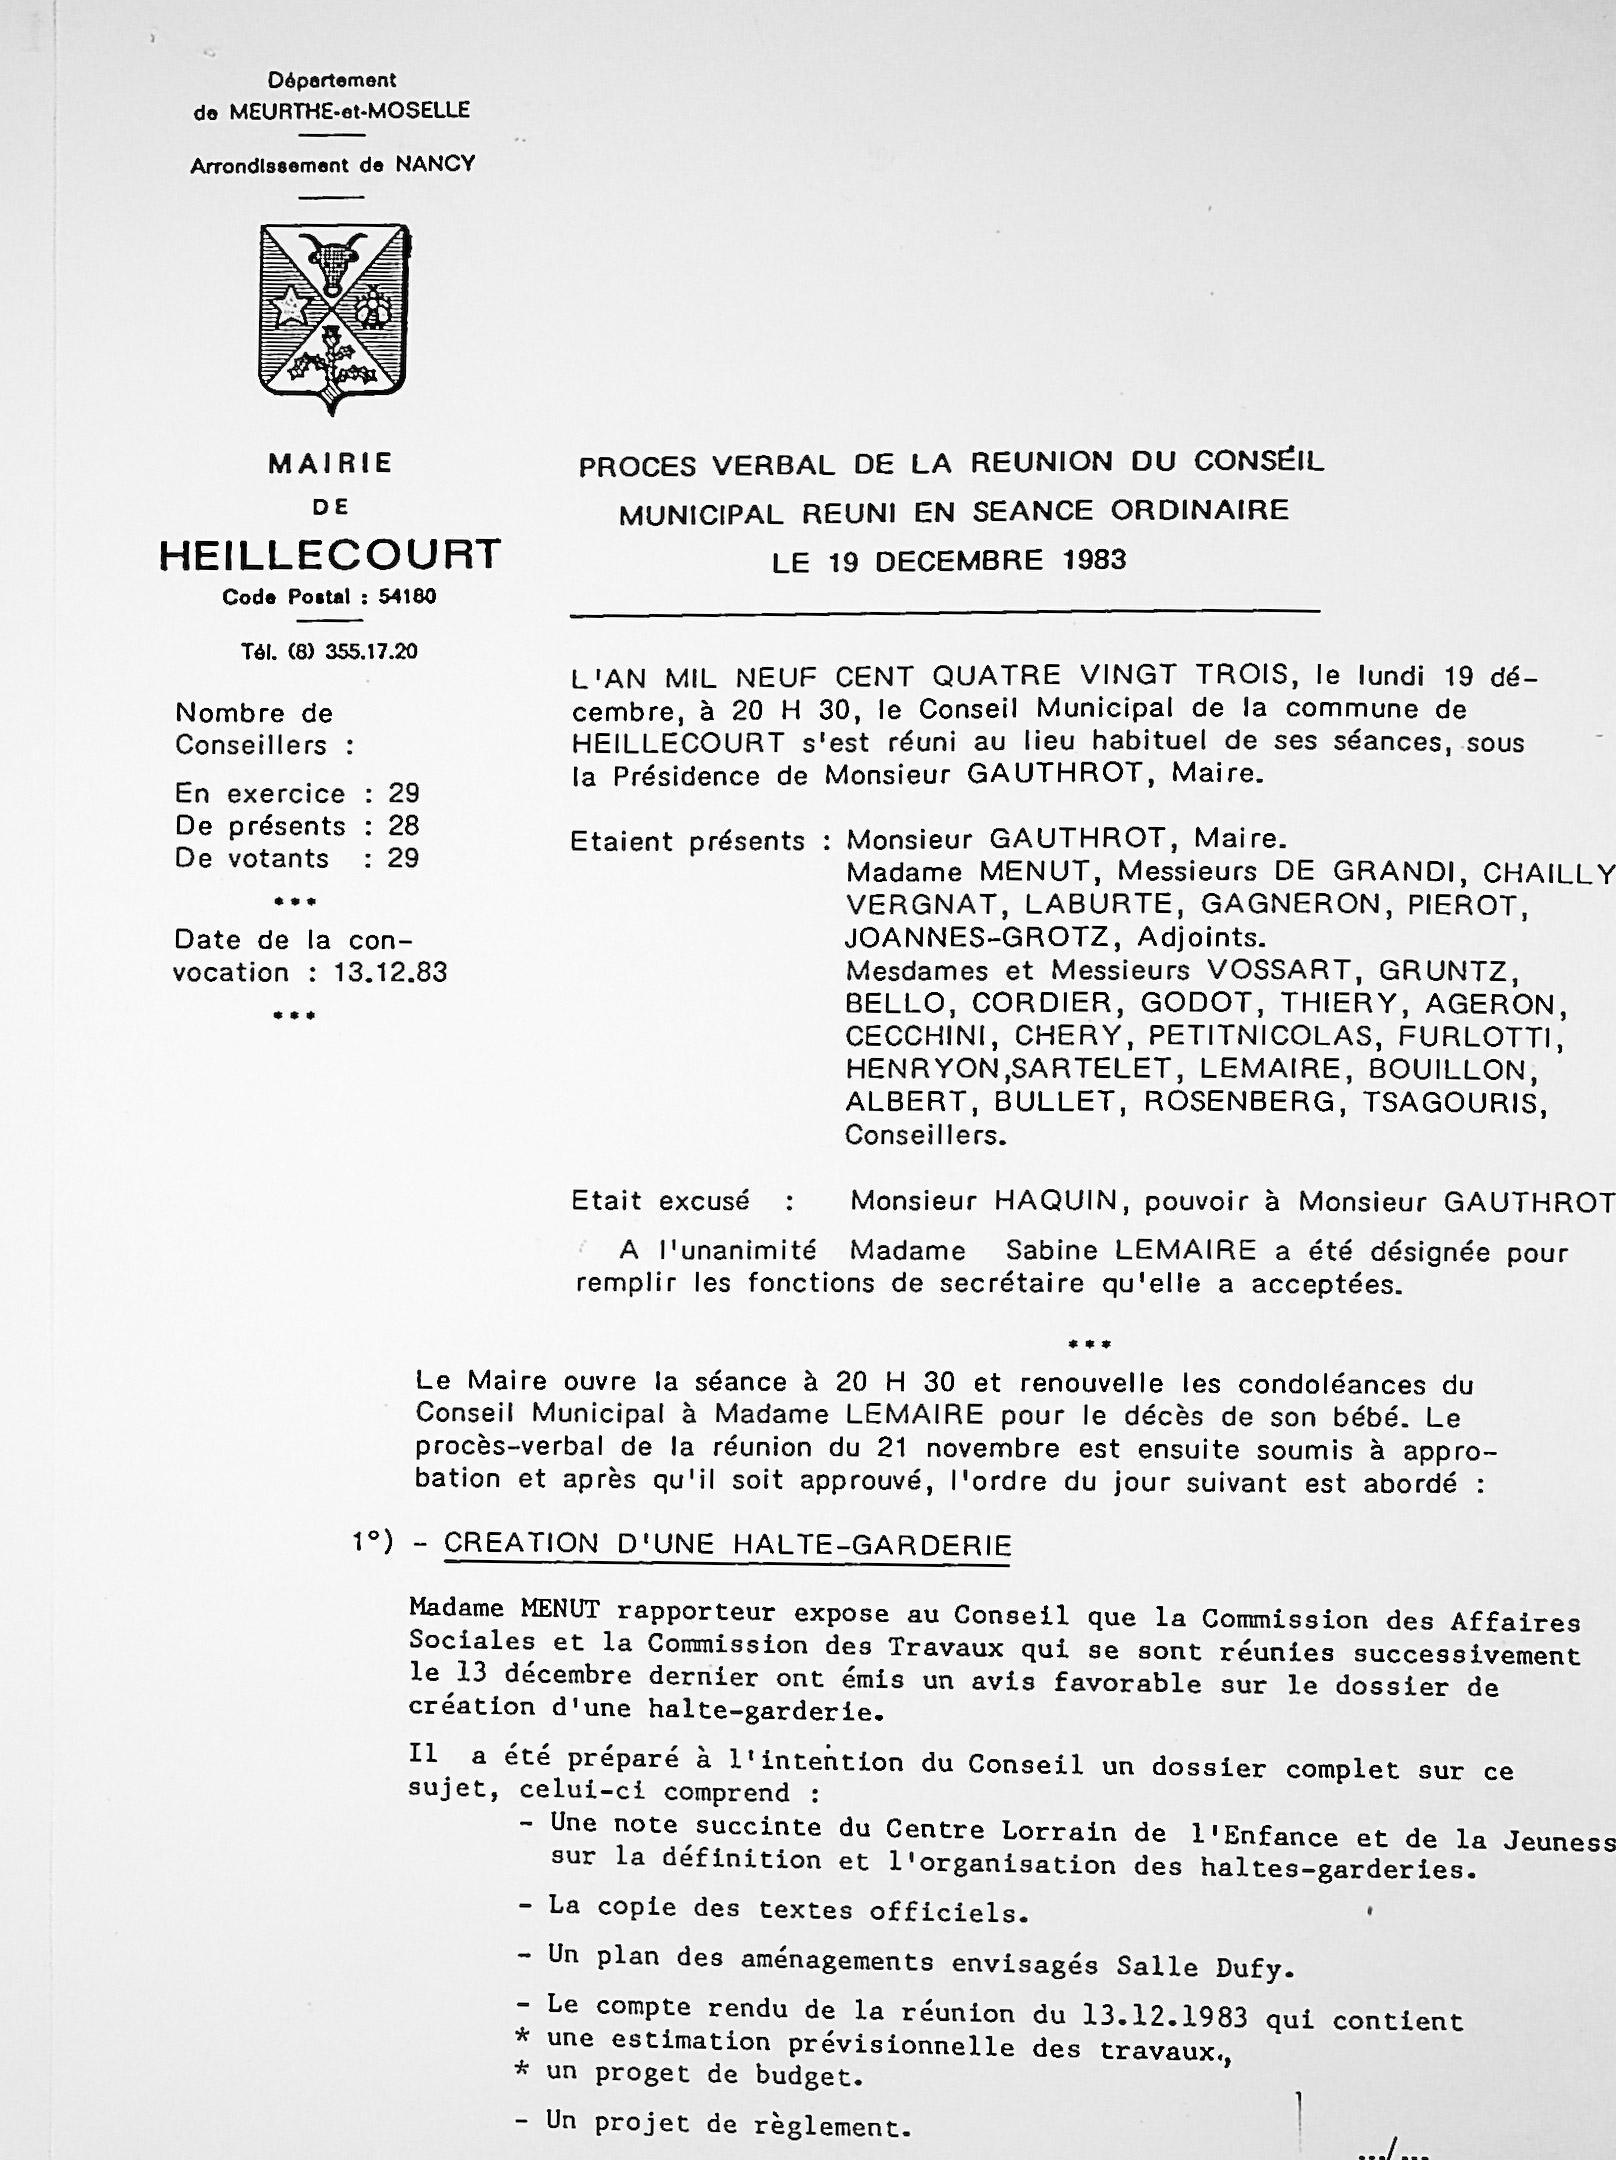 Département
de MEURTHE-et-MOSELLE
Arrondissement de NANCY
MAIRIE
DE
HEILLECOURT
Code Postal : 54180
Tél. (8) 355.17.20
Nombre de
Conseillers :
En exercice : 29
De présents : 28
De votants : 29
***
Date de la con-
vocation : 13.12.83
***
PROCES VERBAL DE LA REUNION DU CONSÉIL
MUNICIPAL REUNI EN SEANCE ORDINAIRE
LE 19 DECEMBRE 1983
L'AN MIL NEUF CENT QUATRE VINGT TROIS, le lundi 19 dé-
cembre, à 20 H 30, le Conseil Municipal de la commune de
HEILLECOURT s'est réuni au lieu habituel de ses séances, sous
la Présidence de Monsieur GAUTHROT, Maire.
Etaient présents : Monsieur GAUTHROT, Maire.
Madame MENUT, Messieurs DE GRANDI, CHAILLY
VERGNAT, LABURTE, GAGNERON, PIEROT,
JOANNES-GROTZ, Adjoints.
Mesdames et Messieurs VOSSART, GRUNTZ,
BELLO, CORDIER, GODOT, THIERY, AGERON,
CECCHINI, CHERY, PETITNICOLAS, FURLOTTI,
HENRYON,SARTELET, LEMAIRE, BOUILLON,
ALBERT, BULLET, ROSENBERG, TSAGOURIS,
Conseillers.
Etait excusé : Monsieur HAQUIN, pouvoir à Monsieur GAUTHROT
A l'unanimité Madame Sabine LEMAIRE a été désignée pour
remplir les fonctions de secrétaire qu'elle a acceptées.
***
Le Maire ouvre la séance à 20 H 30 et renouvelle les condoléances du
Conseil Municipal à Madame LEMAIRE pour le décès de son bébé. Le
procès-verbal de la réunion du 21 novembre est ensuite soumis à appro-
bation et après qu'il soit approuvé, l'ordre du jour suivant est abordé :
1°) - CREATION D'UNE HALTE-GARDERIE
Madame MENUT rapporteur expose au Conseil que la Commission des Affaires
Sociales et la Commission des Travaux qui se sont réunies successivement
le 13 décembre dernier ont émis un avis favorable sur le dossier de
création d'une halte-garderie.
Il a été préparé à l'intention du Conseil un dossier complet sur ce
sujet, celui-ci comprend :
- Une note succinte du Centre Lorrain de l'Enfance et de la Jeuness
sur la définition et l'organisation des haltes-garderies.
- La copie des textes officiels.
- Un plan des aménagements envisagés Salle Dufy.
- Le compte rendu de la réunion du 13.12.1983 qui contient
* une estimation prévisionnelle des travaux.,
* un proget de budget.
- Un projet de règlement.
.../...